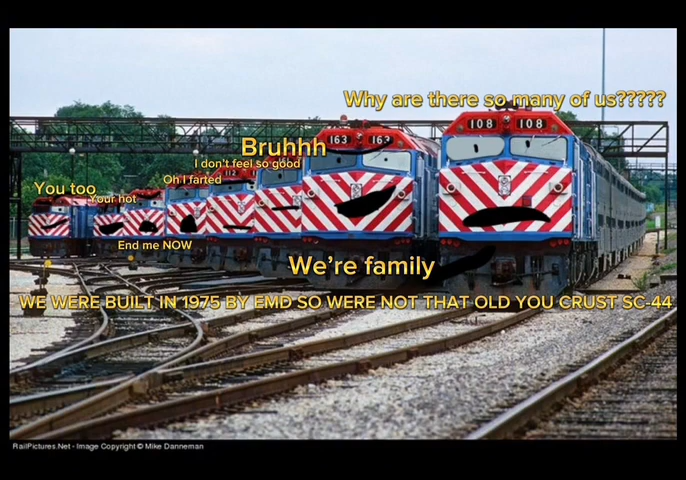 Why are there so many of us?????
108 108
163 163
Bruhhh
I don't feel so good
112
Oh I farted
You too
Your hot
End me NOW
We're family
WE WERE BUILT IN 1975 BY EMD SO WERE NOT THAT OLD YOU CRUST SC-44
RailPictures.Net - Image Copyright © Mike Danneman